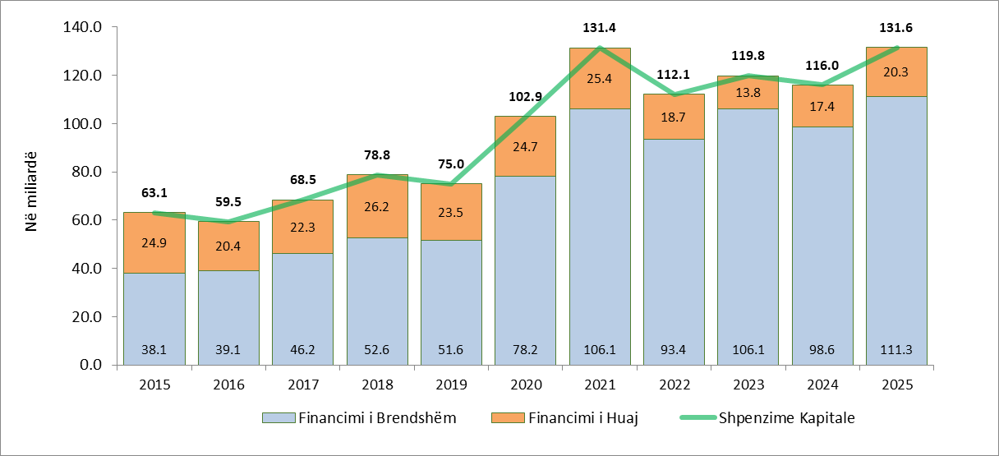 Në miliardë
140.0
120.0
100.0
80.0
60.0
40.0
20.0
0.0
63.1 59.5 68.5 78.8 75.0 102.9 131.4 112.1 119.8 116.0 131.6
24.9 20.4 22.3 26.2 23.5 24.7 25.4 18.7 13.8 17.4 20.3
38.1 39.1 46.2 52.6 51.6 78.2 106.1 93.4 106.1 98.6 111.3
2015 2016 2017 2018 2019 2020 2021 2022 2023 2024 2025
Financimi i Brendshëm Financimi i Huaj Shpenzime Kapitale